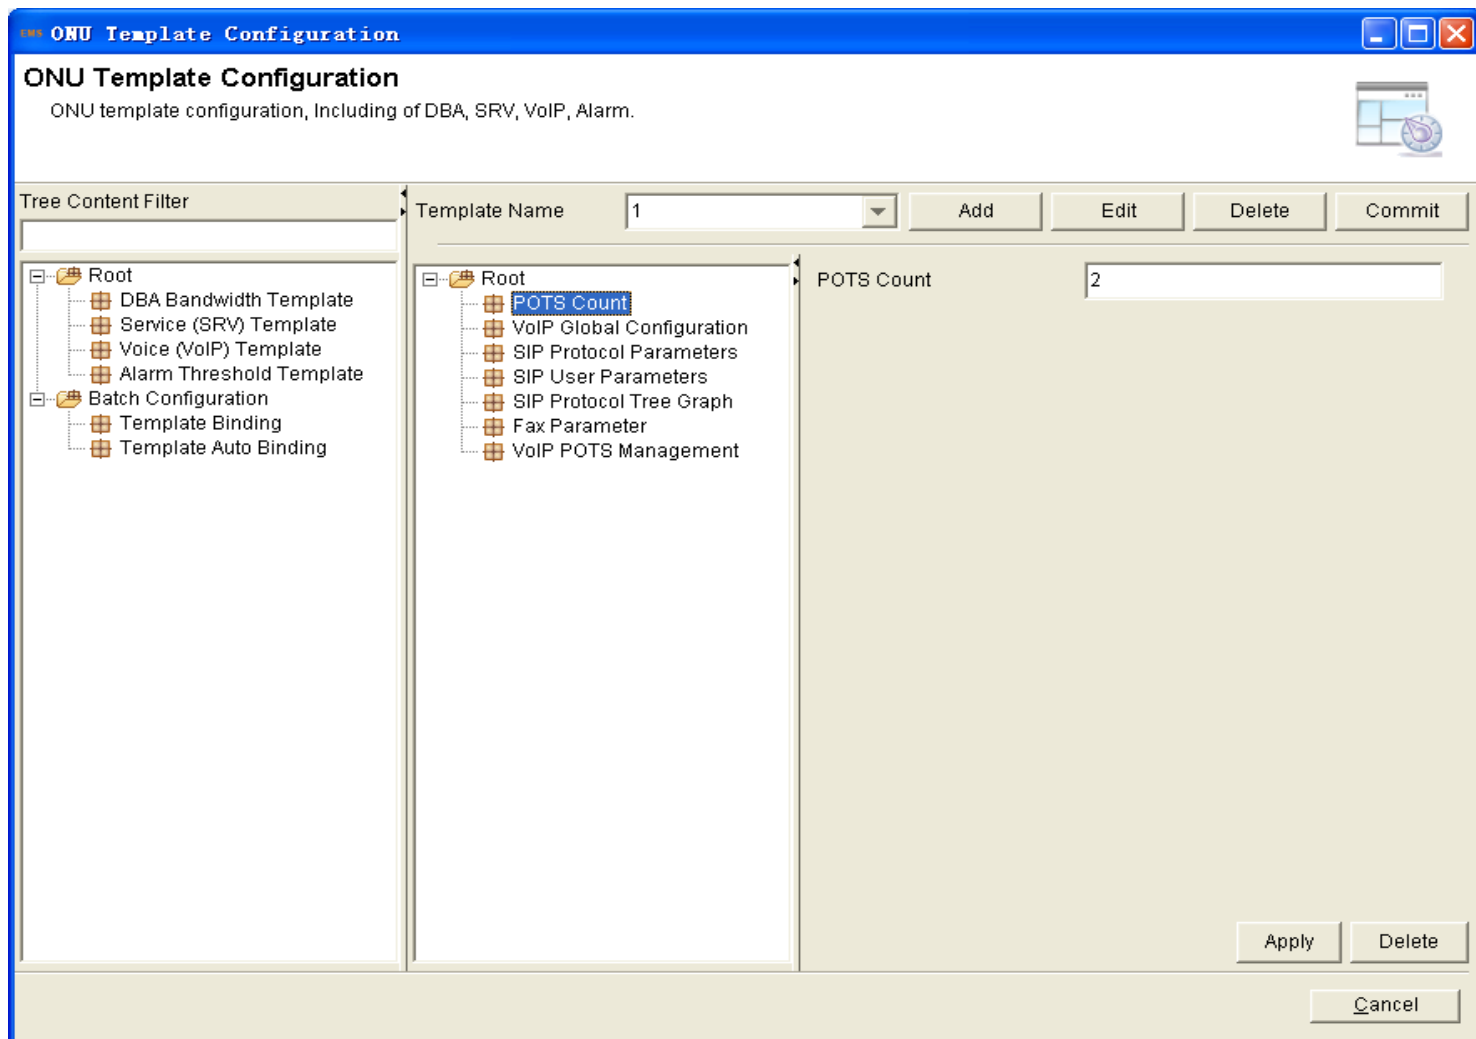 EMS ONU Template Configuration
ONU Template Configuration
ONU template configuration, Including of DBA, SRV, VoIP, Alarm.
Tree Content Filter
Root
DBA Bandwidth Template
Service (SRV) Template
Voice (VoIP) Template
Alarm Threshold Template
Batch Configuration
Template Binding
Template Auto Binding
Template Name 1 Add Edit Delete Commit
Root
POTS Count
VoIP Global Configuration
SIP Protocol Parameters
SIP User Parameters
SIP Protocol Tree Graph
Fax Parameter
VoIP POTS Management
POTS Count 2
Apply Delete
Cancel